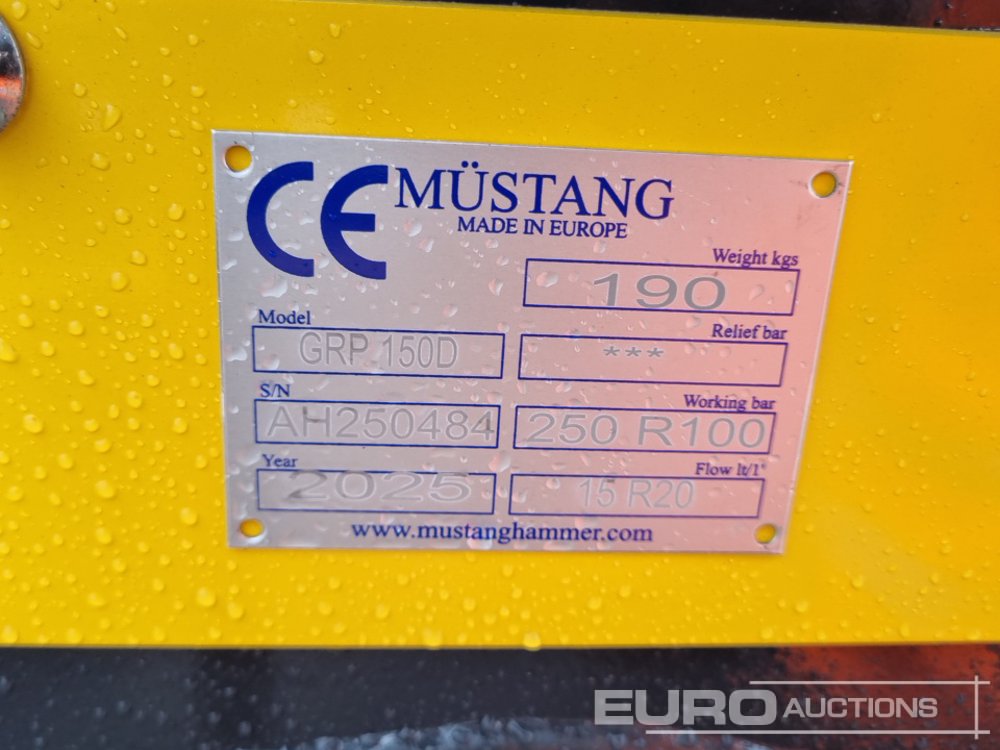 CE MÜSTANG
MADE IN EUROPE
Weight kgs
190
Model
GRP 150D
Relief bar
***
S/N
AH250484
Working bar
250 R100
Year
2025
Flow lt/1'
15 R20
www.mustanghammer.com
EURO AUCTIONS